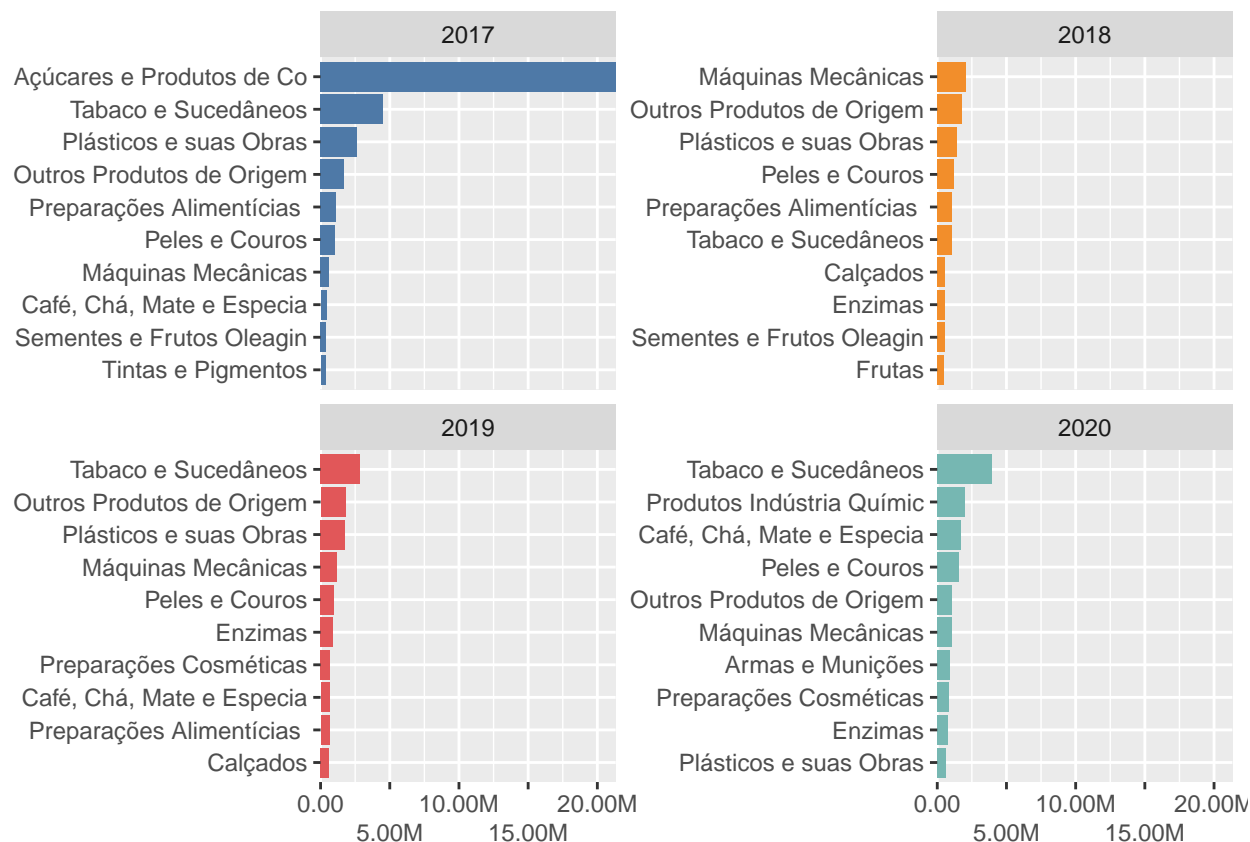 2017
Açúcares e Produtos de Co
Tabaco e Sucedâneos
Plásticos e suas Obras
Outros Produtos de Origem
Preparações Alimentícias
Peles e Couros
Máquinas Mecânicas
Café, Chá, Mate e Especia
Sementes e Frutos Oleagin
Tintas e Pigmentos
2018
Máquinas Mecânicas
Outros Produtos de Origem
Plásticos e suas Obras
Peles e Couros
Preparações Alimentícias
Tabaco e Sucedâneos
Calçados
Enzimas
Sementes e Frutos Oleagin
Frutas
2019
Tabaco e Sucedâneos
Outros Produtos de Origem
Plásticos e suas Obras
Máquinas Mecânicas
Peles e Couros
Enzimas
Preparações Cosméticas
Café, Chá, Mate e Especia
Preparações Alimentícias
Calçados
0.00 10.00M 20.00M
5.00M 15.00M
2020
Tabaco e Sucedâneos
Produtos Indústria Químic
Café, Chá, Mate e Especia
Peles e Couros
Outros Produtos de Origem
Máquinas Mecânicas
Armas e Munições
Preparações Cosméticas
Enzimas
Plásticos e suas Obras
0.00 10.00M 20.00M
5.00M 15.00M